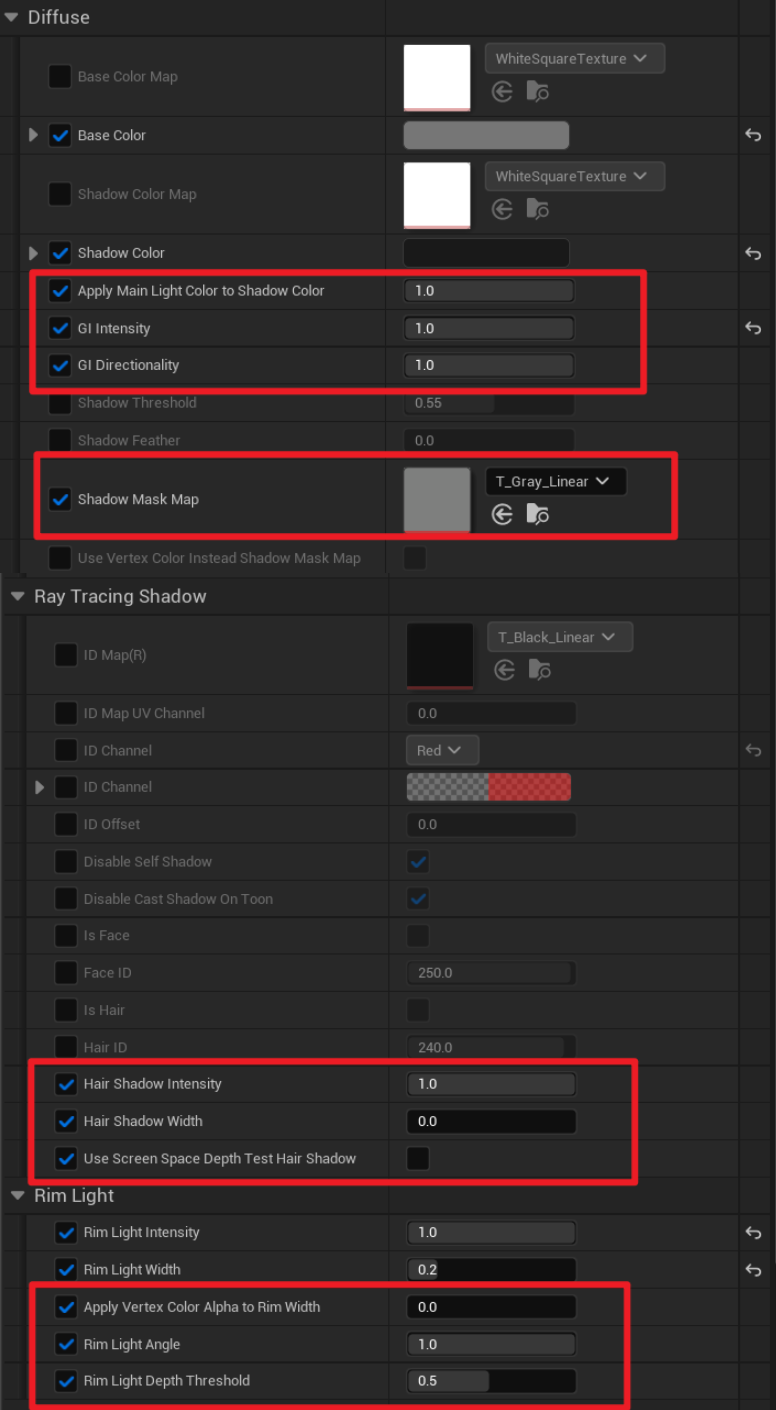 Diffuse
Base Color Map
WhiteSquareTexture
Base Color
Shadow Color Map
WhiteSquareTexture
Shadow Color
Apply Main Light Color to Shadow Color 1.0
GI Intensity 1.0
GI Directionality 1.0
Shadow Threshold 0.55
Shadow Feather 0.0
Shadow Mask Map
T_Gray_Linear
Use Vertex Color Instead Shadow Mask Map
Ray Tracing Shadow
ID Map(R)
T_Black_Linear
ID Map UV Channel 0.0
ID Channel Red
ID Channel
ID Offset 0.0
Disable Self Shadow
Disable Cast Shadow On Toon
Is Face
Face ID 250.0
Is Hair
Hair ID 240.0
Hair Shadow Intensity 1.0
Hair Shadow Width 0.0
Use Screen Space Depth Test Hair Shadow
Rim Light
Rim Light Intensity 1.0
Rim Light Width 0.2
Apply Vertex Color Alpha to Rim Width 0.0
Rim Light Angle 1.0
Rim Light Depth Threshold 0.5